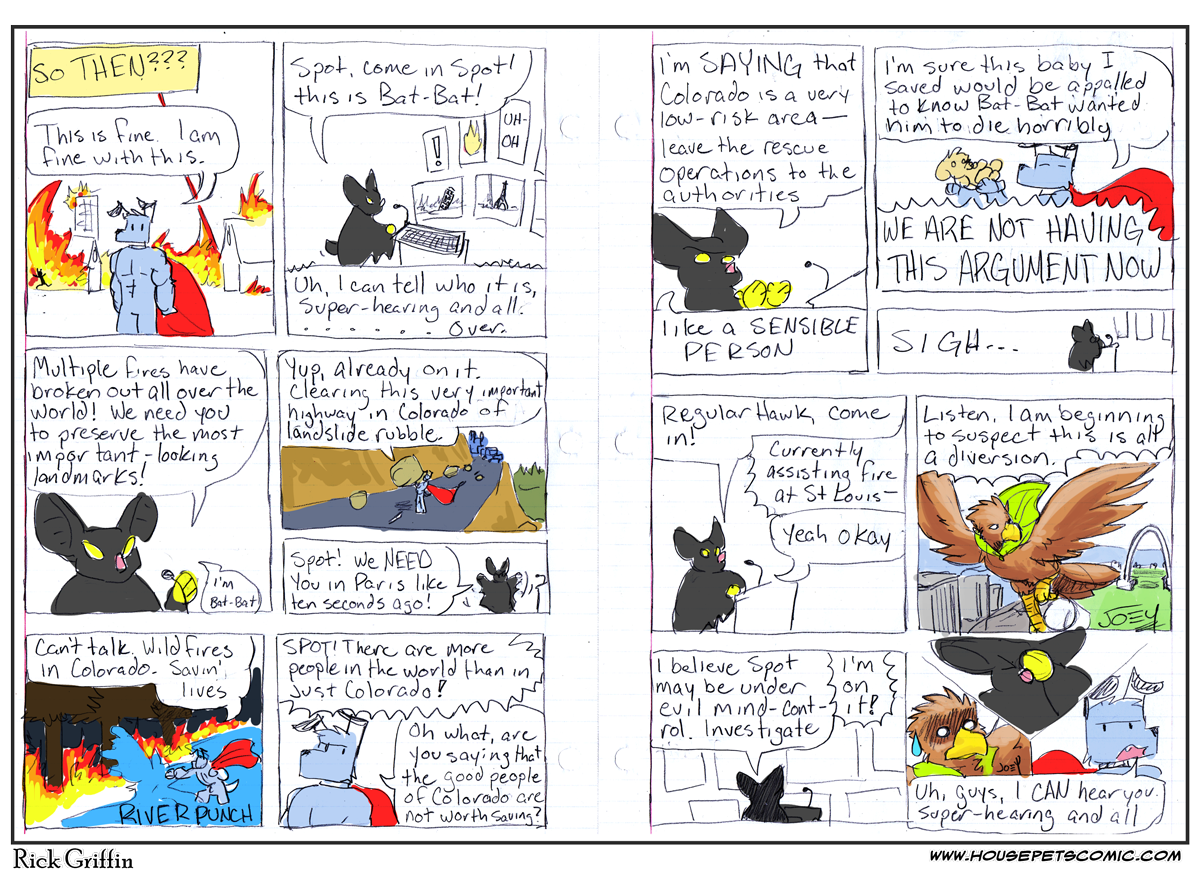 SO THEN???
This is fine. I am
fine with this.
Spot, come in Spot!
this is Bat-Bat!
!
UH-
OH
Uh, I can tell who it is,
super-hearing and all.
. . . . . . Over.
Multiple fires have
broken out all over the
world! We need you
to preserve the most
important-looking
landmarks!
I'm
Bat-Bat
Yup, already on it.
Clearing this very important
highway in Colorado of
landslide rubble.
Spot! We NEED
You in Paris like
ten seconds ago!
Can't talk. Wildfires
in Colorado. Savin'
lives
RIVER PUNCH
SPOT! There are more
people in the world than in
just Colorado!
Oh what, are
you saying that
the good people
of Colorado are
not worth saving?
I'm SAYING that
Colorado is a very
low-risk area—
leave the rescue
operations to the
authorities
like a SENSIBLE
PERSON
I'm sure this baby I
saved would be appalled
to know Bat-Bat wanted
him to die horribly
WE ARE NOT HAVING
THIS ARGUMENT NOW
SIGH...
Regular Hawk, come
in!
Currently
assisting fire
at St Louis—
Yeah okay
Listen, I am beginning
to suspect this is all
a diversion.
JOEY
I believe Spot
may be under
evil mind-cont-
rol. Investigate
I'm
on
it!
JOEY
Uh, guys, I CAN hear you.
Super-hearing and all
Rick Griffin
www.housepetscomic.com